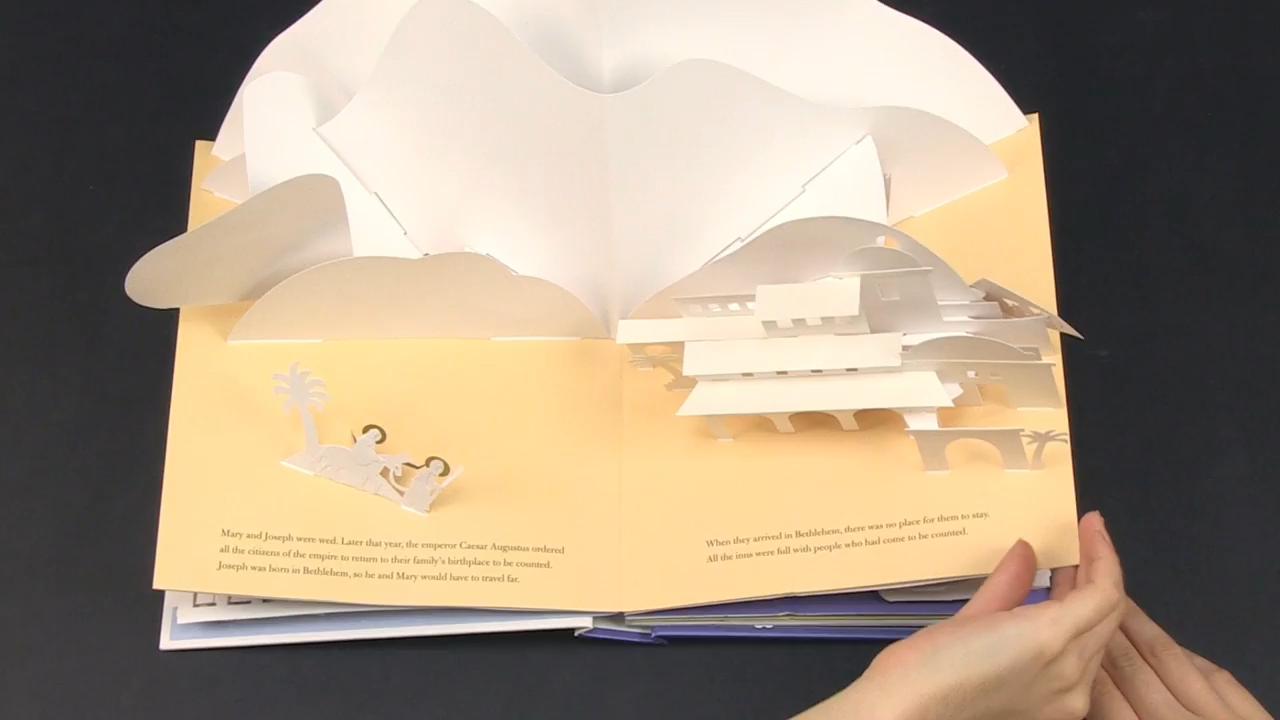 Mary and Joseph were wed. Later that year, the emperor Caesar Augustus ordered
all the citizens of the empire to return to their family's birthplace to be counted.
Joseph was born in Bethlehem, so he and Mary would have to travel far.
When they arrived in Bethlehem, there was no place for them to stay.
All the inns were full with people who had come to be counted.